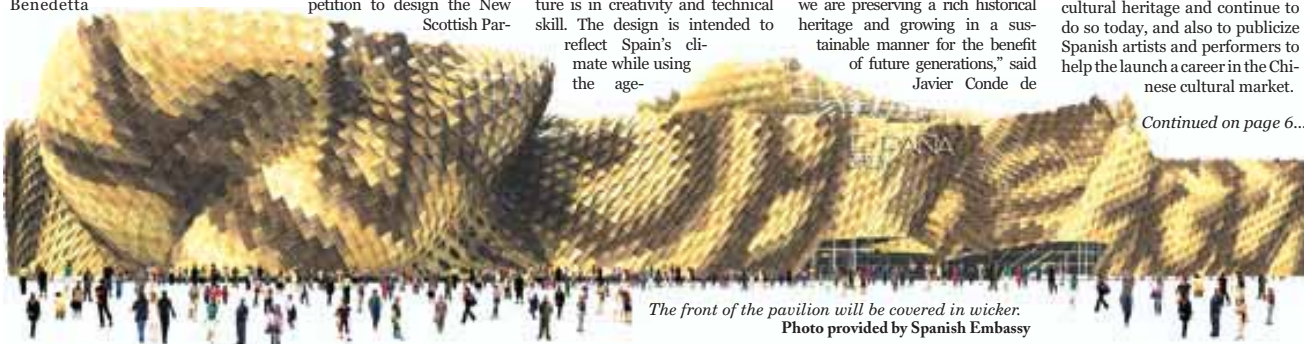 Benedetta
petition to design the New
Scottish Par-
ture is in creativity and technical
skill. The design is intended to
reflect Spain's cli-
mate while using
the age-
we are preserving a rich historical
heritage and growing in a sus-
tainable manner for the benefit
of future generations," said
Javier Conde de
cultural heritage and continue to
do so today, and also to publicize
Spanish artists and performers to
help the launch a career in the Chi-
nese cultural market.
Continued on page 6...
The front of the pavilion will be covered in wicker.
Photo provided by Spanish Embassy